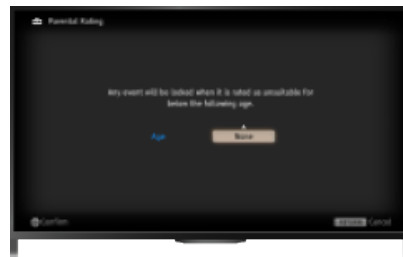 Parental Rating
Any event will be locked when it is rated as unsuitable for
below the following age.
Age
None
Confirm
RETURN Cancel